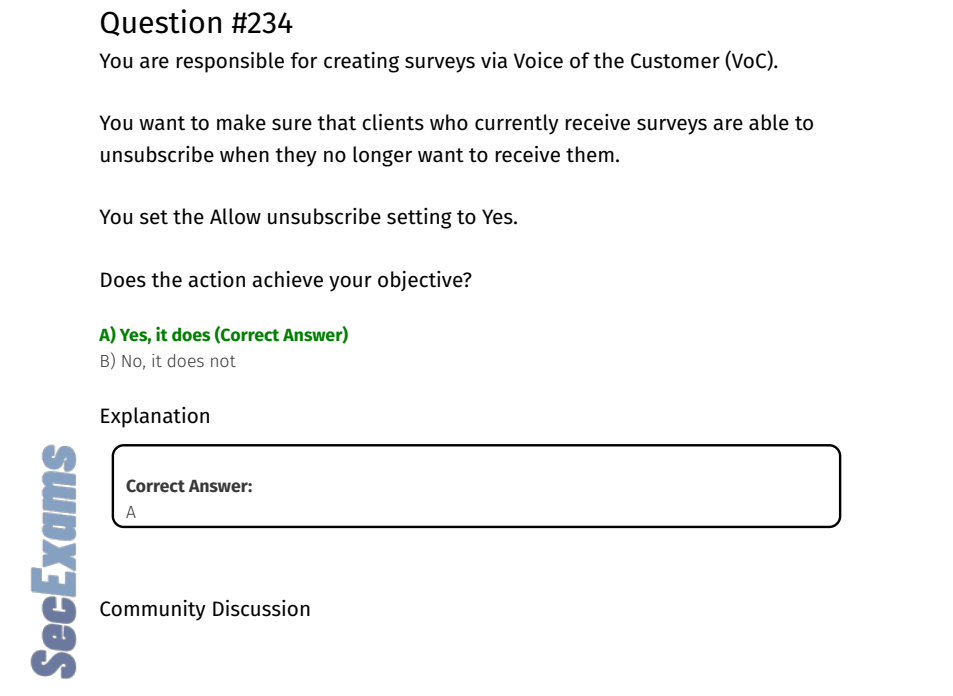 Question #234
You are responsible for creating surveys via Voice of the Customer (VoC).
You want to make sure that clients who currently receive surveys are able to
unsubscribe when they no longer want to receive them.
You set the Allow unsubscribe setting to Yes.
Does the action achieve your objective?
A) Yes, it does (Correct Answer)
B) No, it does not
Explanation
Correct Answer:
A
Community Discussion
SecExams